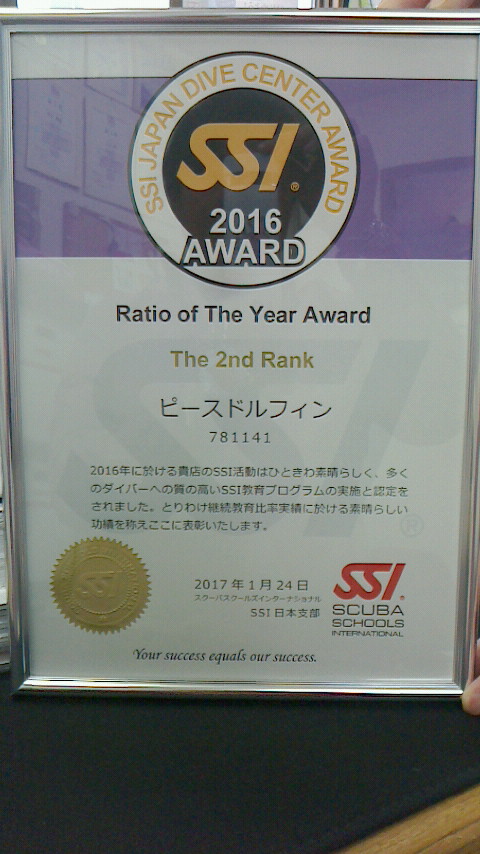 SSI JAPAN DIVE CENTER AWARD
SSI®
2016
AWARD
Ratio of The Year Award
The 2nd Rank
ピースドルフィン
781141
2016年に於ける貴店のSSI活動はひときわ素晴らしく、多く
のダイバーへの質の高いSSI教育プログラムの実施と認定を
されました。とりわけ継続教育比率実績に於ける素晴らしい
功績を称えここに表彰いたします。
2017年1月24日
スクーバスクールズインターナショナル
SSI日本支部
SSI
SSI®
SCUBA
SCHOOLS
INTERNATIONAL
Your success equals our success.